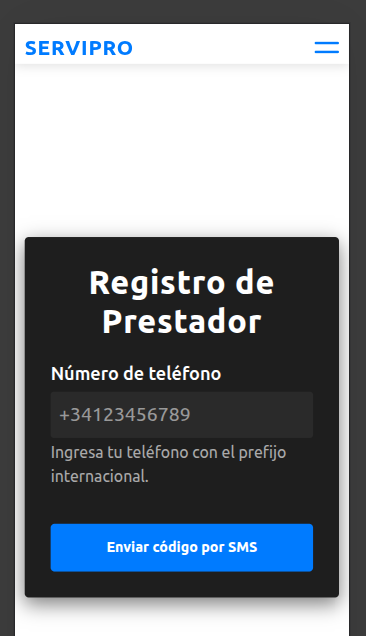 SERVIPRO
Registro de
Prestador
Número de teléfono
+34123456789
Ingresa tu teléfono con el prefijo
internacional.
Enviar código por SMS